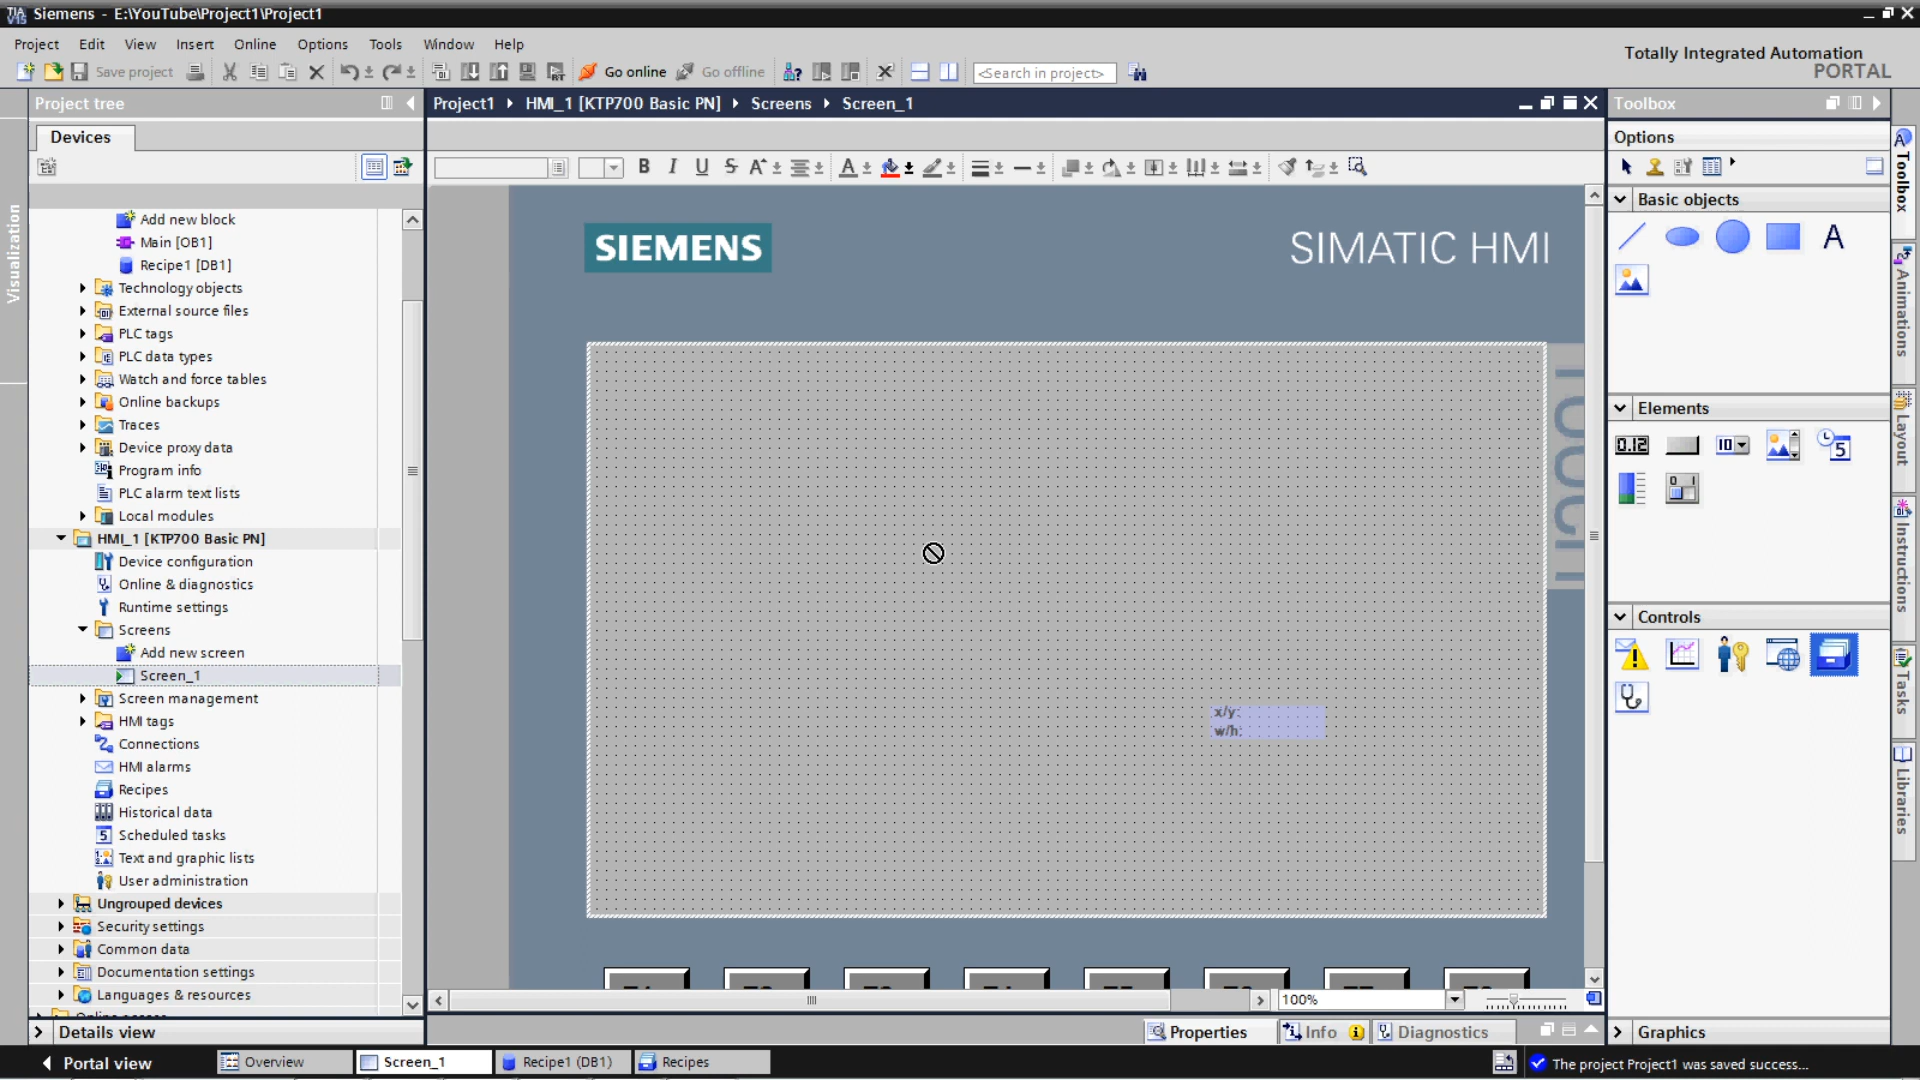 Siemens - E:\YouTube\Project1\Project1
Project Edit View Insert Online Options Tools Window Help
Totally Integrated Automation
PORTAL
Save project
Go online
Go offline
<Search in project>
Project tree
Project1 HMI_1 [KTP700 Basic PN] Screens Screen_1
Toolbox
Devices
Options
Visualization
Add new block
Main [OB1]
Recipe1 [DB1]
Technology objects
External source files
PLC tags
PLC data types
Watch and force tables
Online backups
Traces
Device proxy data
Program info
PLC alarm text lists
Local modules
HMI_1 [KTP700 Basic PN]
Device configuration
Online & diagnostics
Runtime settings
Screens
Add new screen
Screen_1
Screen management
HMI tags
Connections
HMI alarms
Recipes
Historical data
Scheduled tasks
Text and graphic lists
User administration
Ungrouped devices
Security settings
Common data
Documentation settings
Languages & resources
Details view
SIEMENS
SIMATIC HMI
TOUCH
x/y:
w/h:
100%
Properties Info Diagnostics
Basic objects
Elements
Controls
Graphics
Toolbox
Animations
Layout
Instructions
Tasks
Libraries
Portal view
Overview
Screen_1
Recipe1 (DB1)
Recipes
The project Project1 was saved success...